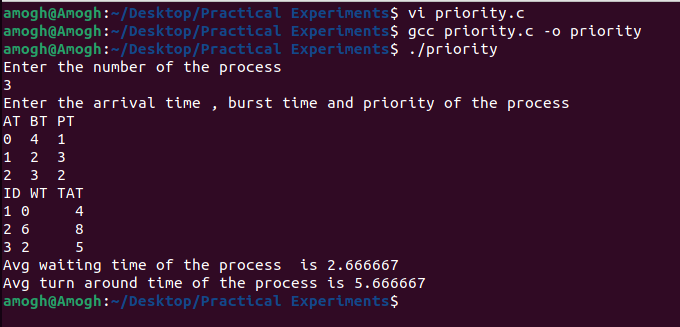 amogh@Amogh:~/Desktop/Practical Experiments$ vi priority.c
amogh@Amogh:~/Desktop/Practical Experiments$ gcc priority.c -o priority
amogh@Amogh:~/Desktop/Practical Experiments$ ./priority
Enter the number of the process
3
Enter the arrival time , burst time and priority of the process
AT BT PT
0  4  1
1  2  3
2  3  2
ID WT TAT
1 0     4
2 6     8
3 2     5
Avg waiting time of the process  is 2.666667
Avg turn around time of the process is 5.666667
amogh@Amogh:~/Desktop/Practical Experiments$